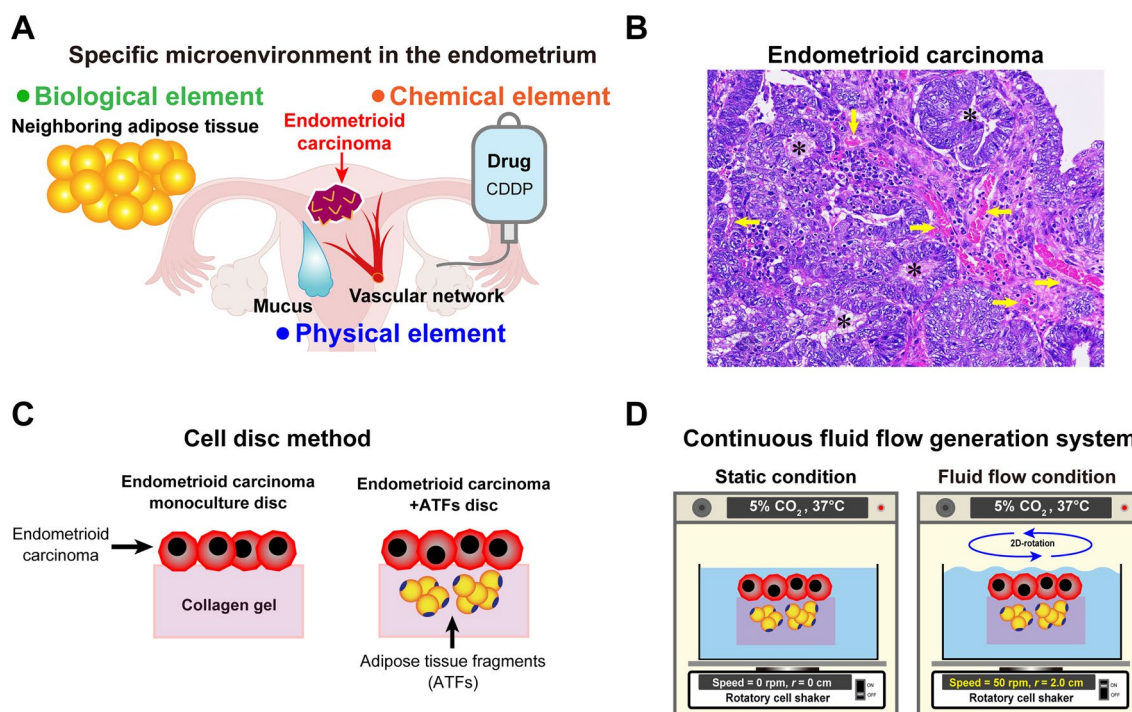 A
Specific microenvironment in the endometrium
● Biological element
● Chemical element
Neighboring adipose tissue
Endometrioid
carcinoma
Drug
CDDP
Mucus
Vascular network
● Physical element
B
Endometrioid carcinoma
*
*
*
*
C
Cell disc method
Endometrioid carcinoma
monoculture disc
Endometrioid carcinoma
+ATFs disc
Endometrioid
carcinoma
Collagen gel
Adipose tissue fragments
(ATFs)
D
Continuous fluid flow generation system
Static condition
Fluid flow condition
5% CO₂ , 37°C
5% CO₂ , 37°C
2D-rotation
Speed = 0 rpm, r = 0 cm
Rotatory cell shaker
ON
OFF
Speed = 50 rpm, r = 2.0 cm
Rotatory cell shaker
ON
OFF